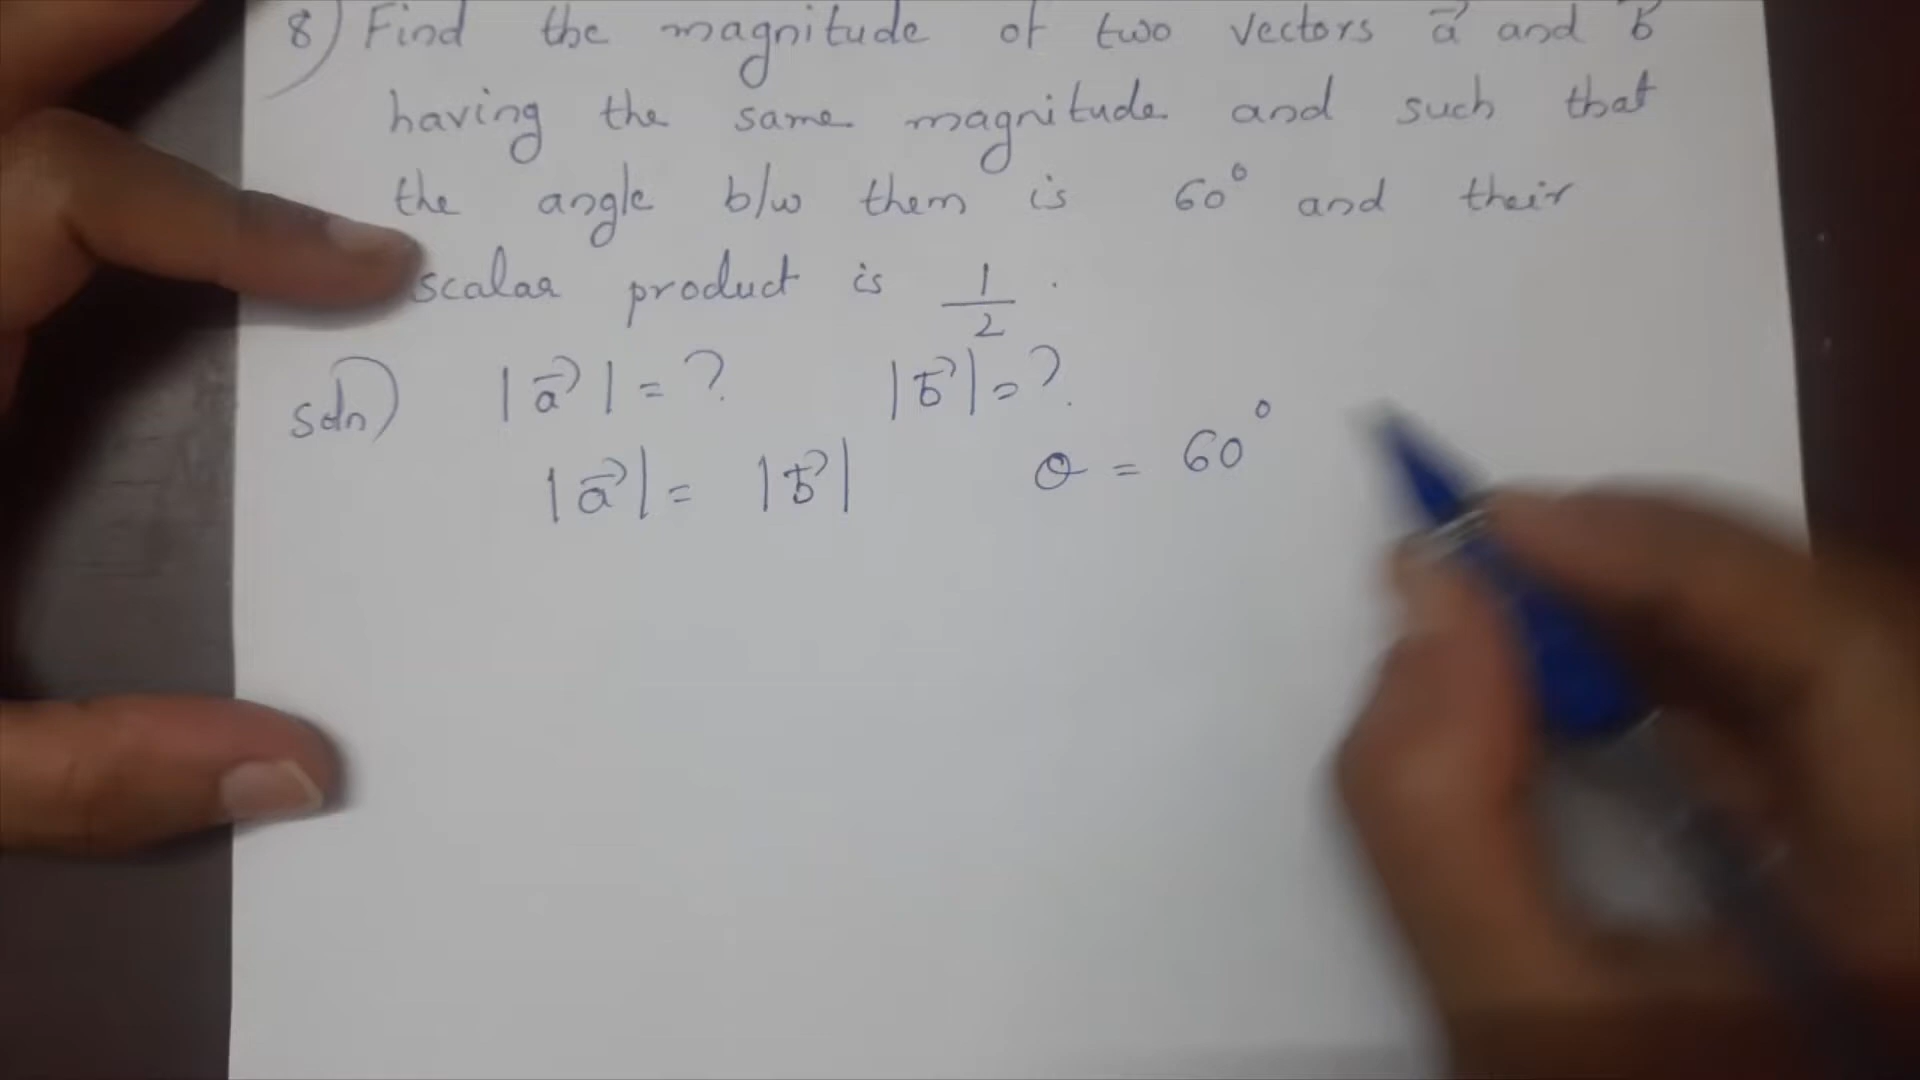 8) Find the magnitude of two vectors a⃗ and b⃗
having the same magnitude and such that
the angle b/w them is 60° and their
scalar product is 1/2.
Soln) |a⃗| = ? |b⃗| = ?
|a⃗| = |b⃗| θ = 60°